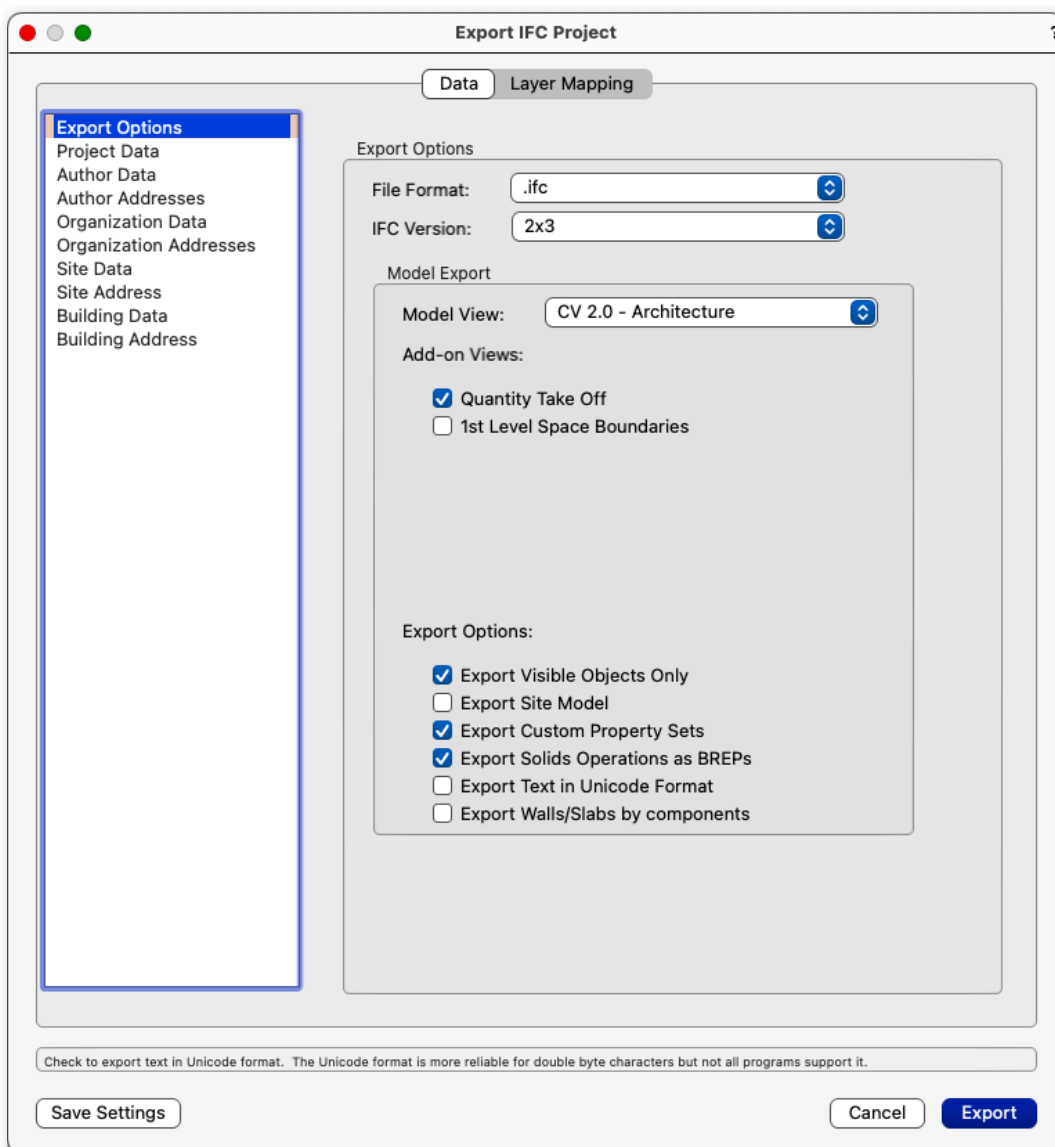 Export IFC Project
?
Data
Layer Mapping
Export Options
Project Data
Author Data
Author Addresses
Organization Data
Organization Addresses
Site Data
Site Address
Building Data
Building Address
Export Options
File Format: .ifc
IFC Version: 2x3
Model Export
Model View: CV 2.0 - Architecture
Add-on Views:
Quantity Take Off
1st Level Space Boundaries
Export Options:
Export Visible Objects Only
Export Site Model
Export Custom Property Sets
Export Solids Operations as BREPs
Export Text in Unicode Format
Export Walls/Slabs by components
Check to export text in Unicode format.  The Unicode format is more reliable for double byte characters but not all programs support it.
Save Settings
Cancel
Export